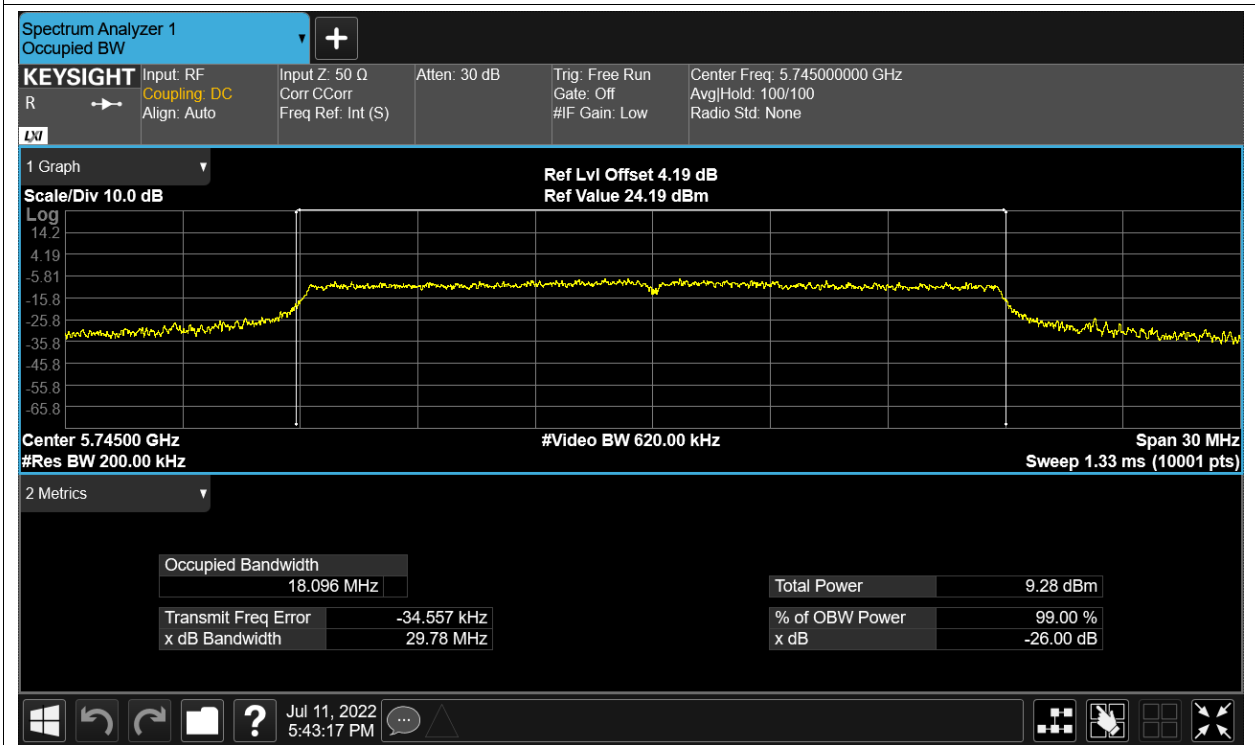 Spectrum Analyzer 1
Occupied BW
+
KEYSIGHT
R
LXI
Input: RF
Coupling: DC
Align: Auto
Input Z: 50 Ω
Corr CCorr
Freq Ref: Int (S)
Atten: 30 dB
Trig: Free Run
Gate: Off
#IF Gain: Low
Center Freq: 5.745000000 GHz
Avg|Hold: 100/100
Radio Std: None
1 Graph
Scale/Div 10.0 dB
Ref Lvl Offset 4.19 dB
Ref Value 24.19 dBm
Log
14.2
4.19
-5.81
-15.8
-25.8
-35.8
-45.8
-55.8
-65.8
Center 5.74500 GHz
#Video BW 620.00 kHz
Span 30 MHz
#Res BW 200.00 kHz
Sweep 1.33 ms (10001 pts)
2 Metrics
Occupied Bandwidth
18.096 MHz
Transmit Freq Error -34.557 kHz
x dB Bandwidth 29.78 MHz
Total Power 9.28 dBm
% of OBW Power 99.00 %
x dB -26.00 dB
?
Jul 11, 2022
5:43:17 PM